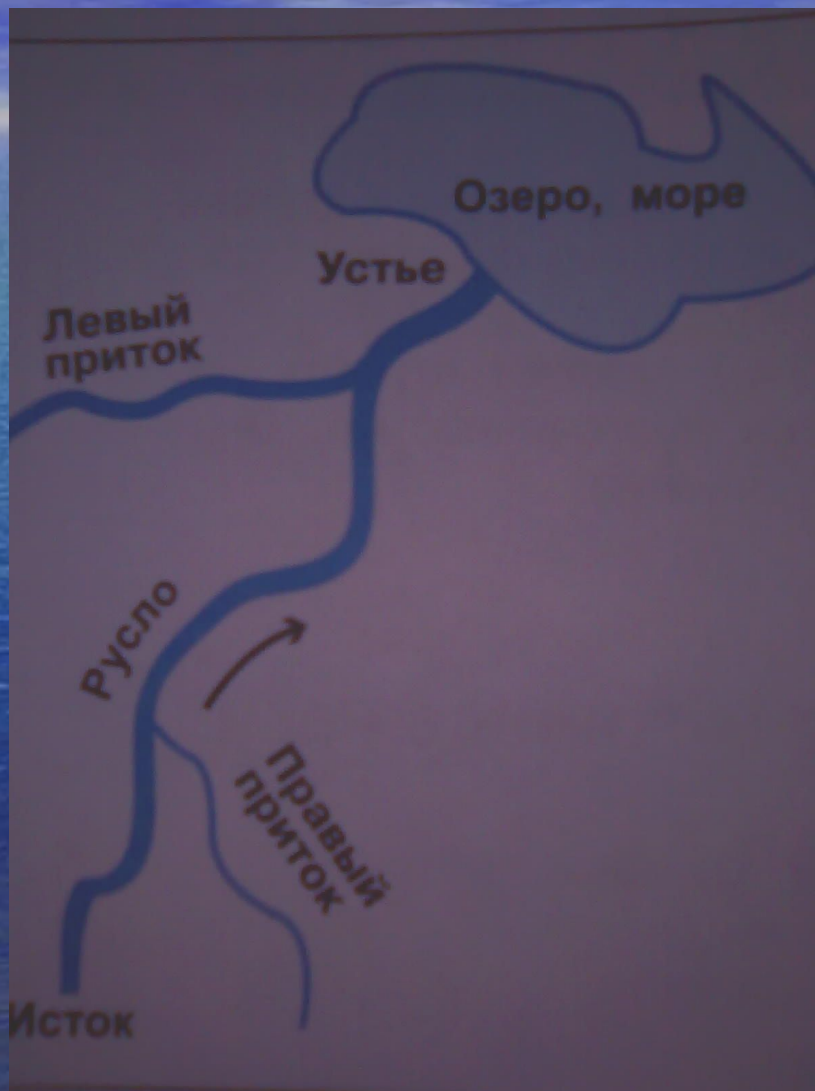 Озеро, море
Устье
Левый
приток
Русло
Правый
приток
Исток